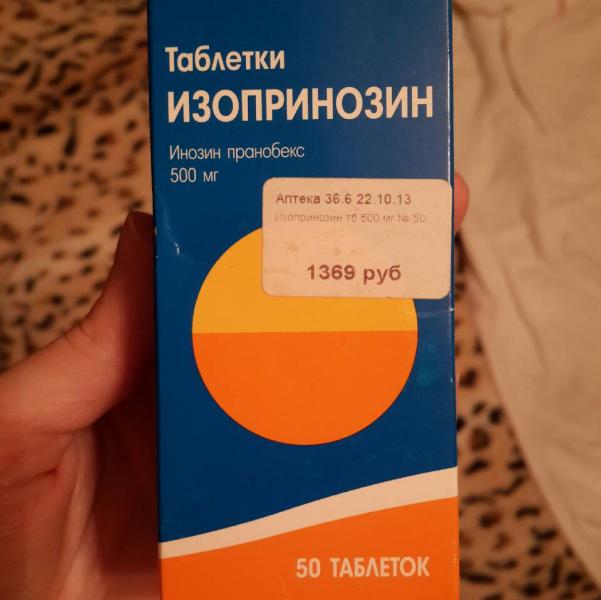 Таблетки
ИЗОПРИНОЗИН
Инозин пранобекс
500 мг
Аптека 36.6 22.10.13
Изопринозин тб 500 мг № 50
1369 руб
50 ТАБЛЕТОК